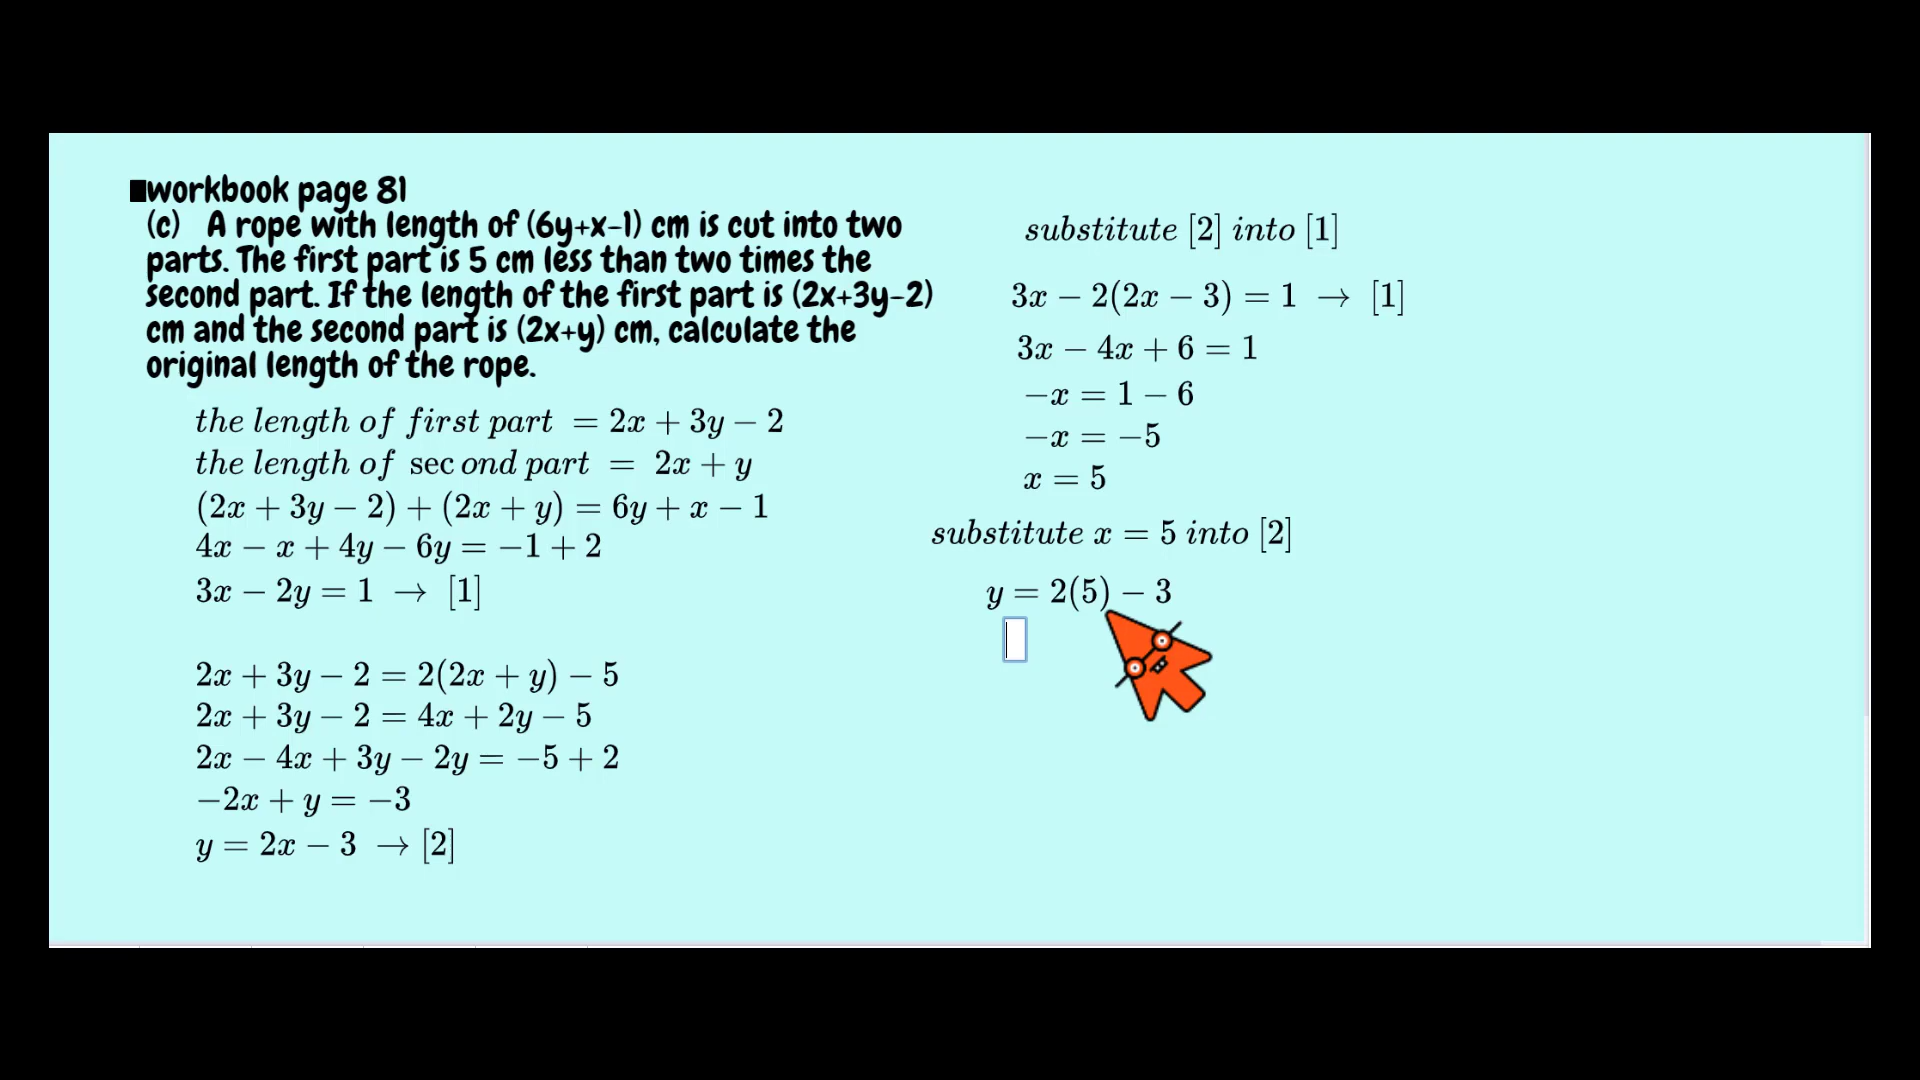 workbook page 81
(c) A rope with length of (6y+x-1) cm is cut into two
parts. The first part is 5 cm less than two times the
second part. If the length of the first part is (2x+3y-2)
cm and the second part is (2x+y) cm, calculate the
original length of the rope.
the length of first part = 2x + 3y − 2
the length of sec ond part = 2x + y
(2x + 3y − 2) + (2x + y) = 6y + x − 1
4x − x + 4y − 6y = −1 + 2
3x − 2y = 1 → [1]
2x + 3y − 2 = 2(2x + y) − 5
2x + 3y − 2 = 4x + 2y − 5
2x − 4x + 3y − 2y = −5 + 2
−2x + y = −3
y = 2x − 3 → [2]
substitute [2] into [1]
3x − 2(2x − 3) = 1 → [1]
3x − 4x + 6 = 1
−x = 1 − 6
−x = −5
x = 5
substitute x = 5 into [2]
y = 2(5) − 3